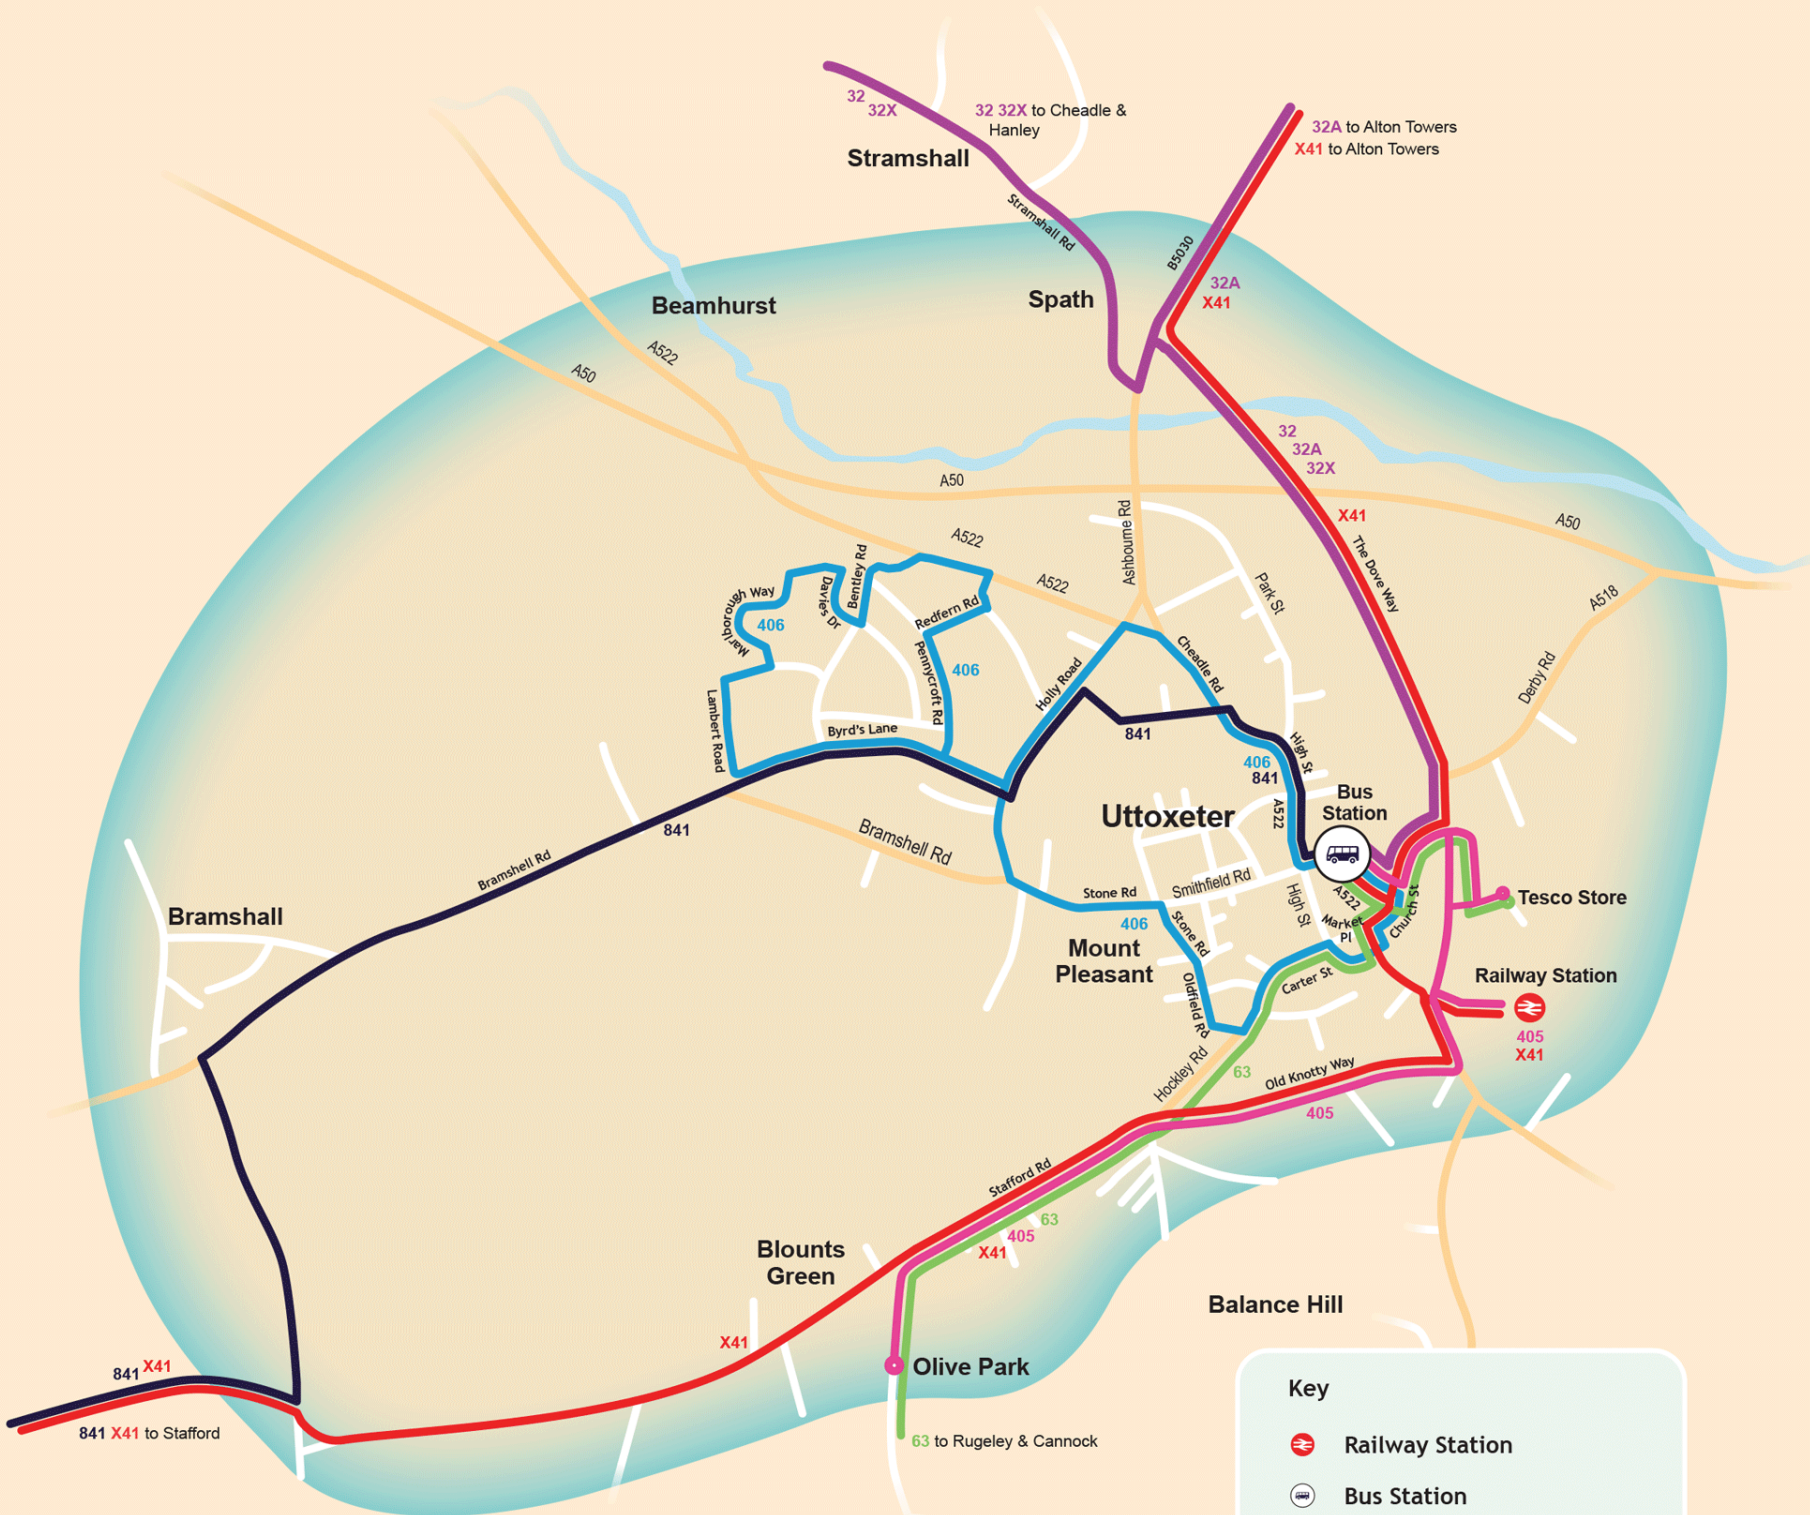 32
32X
32 32X to Cheadle &
Hanley
32A to Alton Towers
X41 to Alton Towers
Stramshall
Stramshall Rd
B5030
32A
X41
Spath
Beamhurst
A522
A50
32
32A
32X
A50
X41
A50
Ashbourne Rd
The Dove Way
A522
A522
Park St
A518
Bentley Rd
Davies Dr
Marlborough Way
406
Redfern Rd
Pennycroft Rd
406
Holly Road
Cheadle Rd
Derby Rd
Lambert Road
Byrd's Lane
841
High St
406
841
A522
Bus
Station
Uttoxeter
841
Bramshell Rd
Bramshell Rd
Stone Rd
406
Smithfield Rd
High St
A522
Market
Pl
Church St
Tesco Store
Bramshall
Mount
Pleasant
Stone Rd
Oldfield Rd
Carter St
Railway Station
405
X41
Hockley Rd
63
Old Knotty Way
405
Stafford Rd
63
405
X41
Blounts
Green
X41
Balance Hill
Olive Park
841 X41
841 X41 to Stafford
63 to Rugeley & Cannock
Key
Railway Station
Bus Station